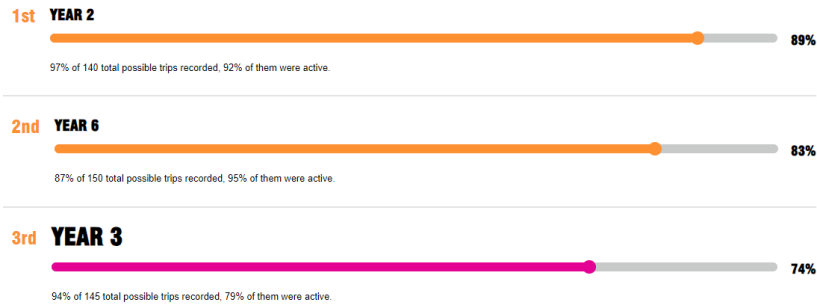 1st YEAR 2
89%
97% of 140 total possible trips recorded, 92% of them were active.
2nd YEAR 6
83%
87% of 150 total possible trips recorded, 95% of them were active.
3rd YEAR 3
74%
94% of 145 total possible trips recorded, 79% of them were active.